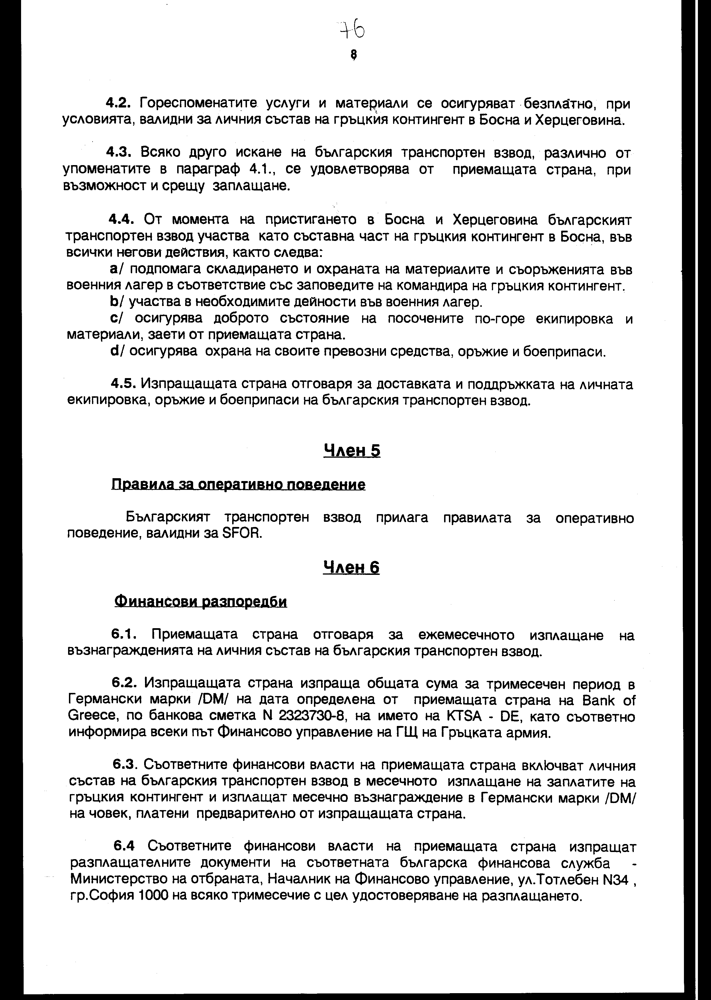 76
8
4.2. Гореспоменатите услуги и материали се осигуряват безплатно, при
условията, валидни за личния състав на гръцкия контингент в Босна и Херцеговина.
4.3. Всяко друго искане на българския транспортен взвод, различно от
упоменатите в параграф 4.1., се удовлетворява от приемащата страна, при
възможност и срещу заплащане.
4.4. От момента на пристигането в Босна и Херцеговина българският
транспортен взвод участва като съставна част на гръцкия контингент в Босна, във
всички негови действия, както следва:
a/ подпомага складирането и охраната на материалите и съоръженията във
военния лагер в съответствие със заповедите на командира на гръцкия контингент.
b/ участва в необходимите дейности във военния лагер.
c/ осигурява доброто състояние на посочените по-горе екипировка и
материали, заети от приемащата страна.
d/ осигурява охрана на своите превозни средства, оръжие и боеприпаси.
4.5. Изпращащата страна отговаря за доставката и поддръжката на личната
екипировка, оръжие и боеприпаси на българския транспортен взвод.
Член 5
Правила за оперативно поведение
Българският транспортен взвод прилага правилата за оперативно
поведение, валидни за SFOR.
Член 6
Финансови разпоредби
6.1. Приемащата страна отговаря за ежемесечното изплащане на
възнагражденията на личния състав на българския транспортен взвод.
6.2. Изпращащата страна изпраща общата сума за тримесечен период в
Германски марки /DM/ на дата определена от приемащата страна на Bank of
Greece, по банкова сметка N 2323730-8, на името на KTSA - DE, като съответно
информира всеки път Финансово управление на ГЩ на Гръцката армия.
6.3. Съответните финансови власти на приемащата страна включват личния
състав на българския транспортен взвод в месечното изплащане на заплатите на
гръцкия контингент и изплащат месечно възнаграждение в Германски марки /DM/
на човек, платени предварително от изпращащата страна.
6.4 Съответните финансови власти на приемащата страна изпращат
разплащателните документи на съответната българска финансова служба -
Министерство на отбраната, Началник на Финансово управление, ул.Тотлебен N34 ,
гр.София 1000 на всяко тримесечие с цел удостоверяване на разплащането.